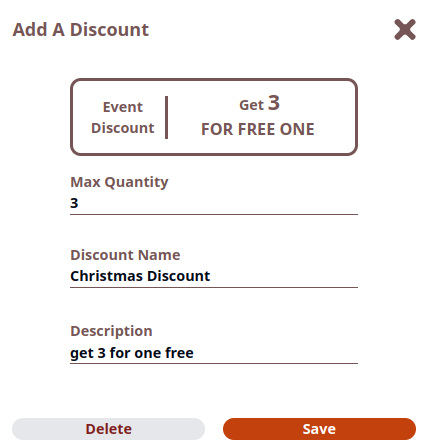 Add A Discount
Event
Discount
Get 3
FOR FREE ONE
Max Quantity
3
Discount Name
Christmas Discount
Description
get 3 for one free
Delete
Save